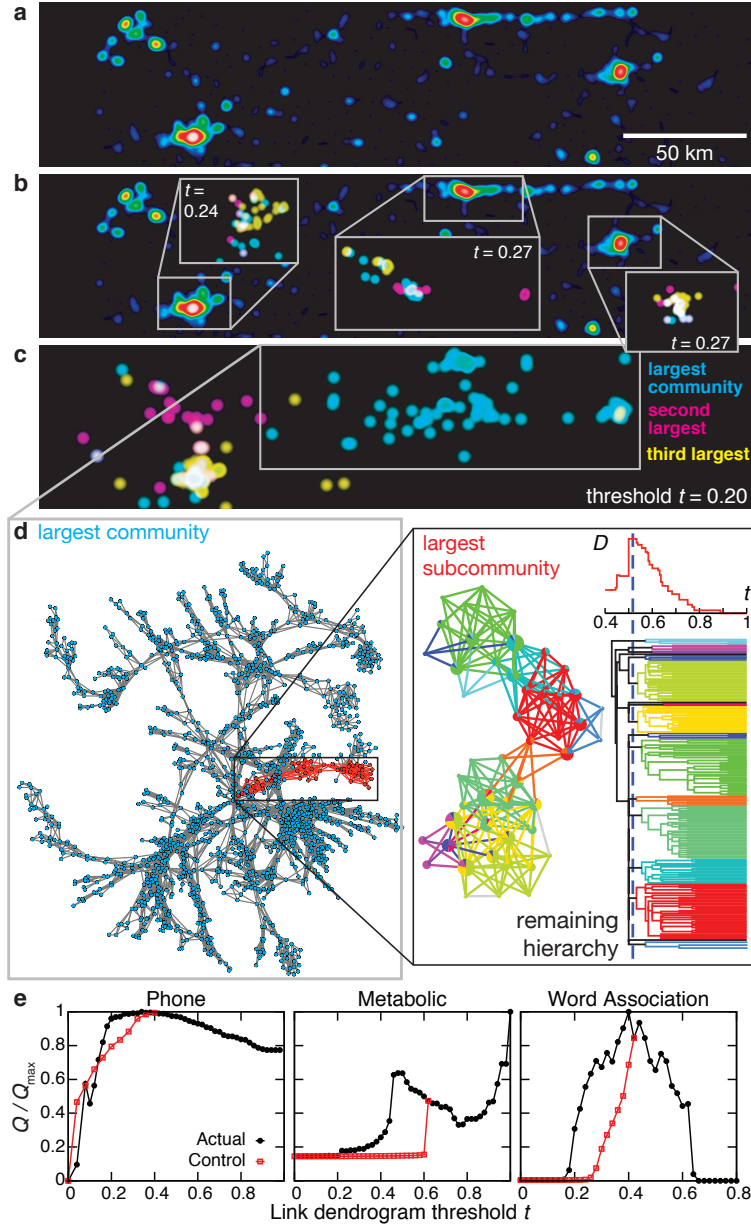 a
50 km
b
t =
0.24
t = 0.27
t = 0.27
c
largest
community
second
largest
third largest
threshold t = 0.20
d largest community
largest
subcommunity
D
t
0.4 0.6 0.8 1
remaining
hierarchy
e
Phone Metabolic Word Association
Q / Qmax
1
0.8
0.6
0.4
0.2
0
Actual
Control
0 0.2 0.4 0.6 0.8 0.2 0.4 0.6 0.8 0 0.2 0.4 0.6 0.8
Link dendrogram threshold t